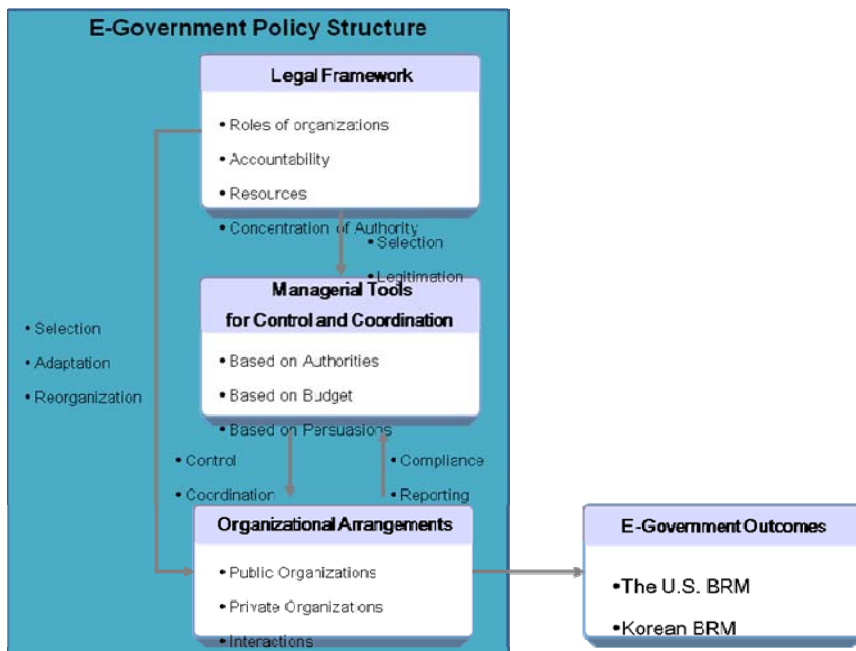 E-Government Policy Structure
Legal Framework
• Roles of organizations
• Accountability
• Resources
• Concentration of Authority
• Selection
• Legitimation
Managerial Tools
for Control and Coordination
• Based on Authorities
• Based on Budget
• Based on Persuasions
• Selection
• Adaptation
• Reorganization
• Control
• Coordination
• Compliance
• Reporting
Organizational Arrangements
• Public Organizations
• Private Organizations
• Interactions
E-Government Outcomes
•The U.S. BRM
•Korean BRM